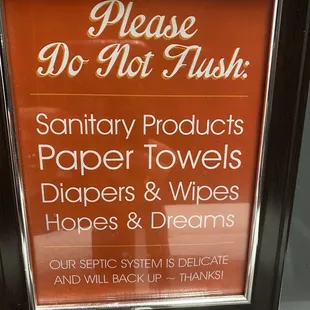 Please
Do Not Flush:
Sanitary Products
Paper Towels
Diapers & Wipes
Hopes & Dreams
OUR SEPTIC SYSTEM IS DELICATE
AND WILL BACK UP ~ THANKS!